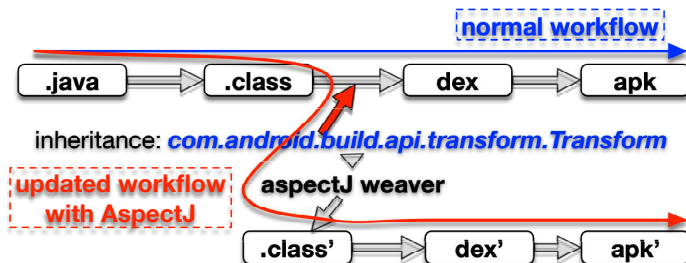 normal workflow
.java
.class
dex
apk
inheritance: com.android.build.api.transform.Transform
updated workflow
with AspectJ
aspectJ weaver
.class’
dex’
apk’